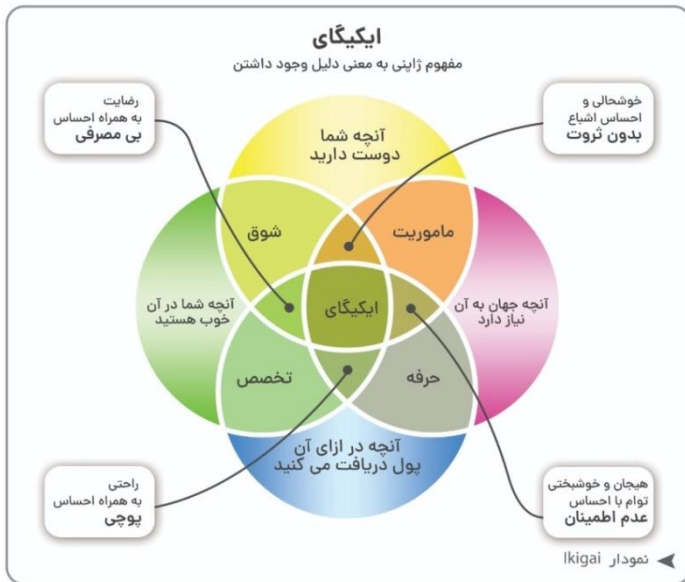 ایکیگای
مفهوم ژاپنی به معنی دلیل وجود داشتن
خوشحالی و
احساس اشباع
بدون ثروت
رضایت
به همراه احساس
بی مصرفی
آنچه شما
دوست دارید
ماموریت
شوق
آنچه جهان به آن
نیاز دارد
ایکیگای
آنچه شما در آن
خوب هستید
حرفه
تخصص
آنچه در ازای آن
پول دریافت می کنید
هیجان و خوشبختی
توام با احساس
عدم اطمینان
راحتی
به همراه احساس
پوچی
نمودار Ikigai